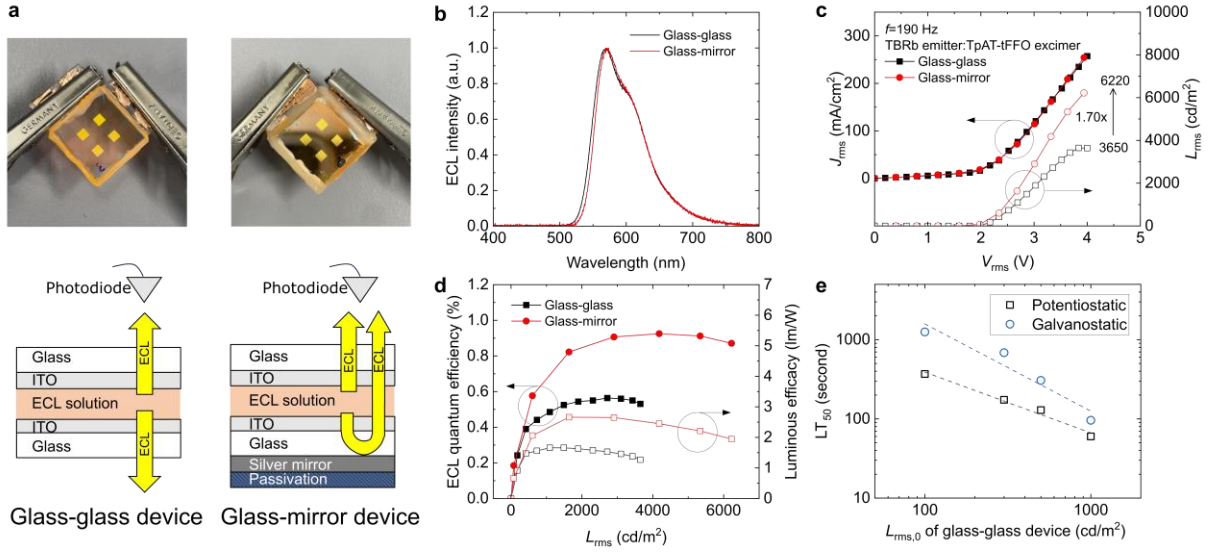 a
GERMANY
GERMANY
Photodiode
ECL
Glass
ITO
ECL solution
ITO
ECL
Glass
Glass-glass device
Photodiode
ECL
ECL
Glass
ITO
ECL solution
ITO
Glass
Silver mirror
Passivation
Glass-mirror device
b
1.2
1.0
0.8
0.6
0.4
0.2
0.0
ECL intensity (a.u.)
Glass-glass
Glass-mirror
400 500 600 700 800
Wavelength (nm)
c
f=190 Hz
TBRb emitter:TpAT-tFFO excimer
Glass-glass
Glass-mirror
300
200
100
0
Jrms (mA/cm²)
10000
8000
6000
4000
2000
0
Lrms (cd/m²)
6220
1.70x
3650
0 1 2 3 4 5
Vrms (V)
d
1.2
1.0
0.8
0.6
0.4
0.2
0.0
ECL quantum efficiency (%)
Glass-glass
Glass-mirror
7
6
5
4
3
2
1
0
Luminous efficacy (lm/W)
0 2000 4000 6000
Lrms (cd/m²)
e
Potentiostatic
Galvanostatic
1000
100
10
LT50 (second)
100 1000
Lrms,0 of glass-glass device (cd/m²)